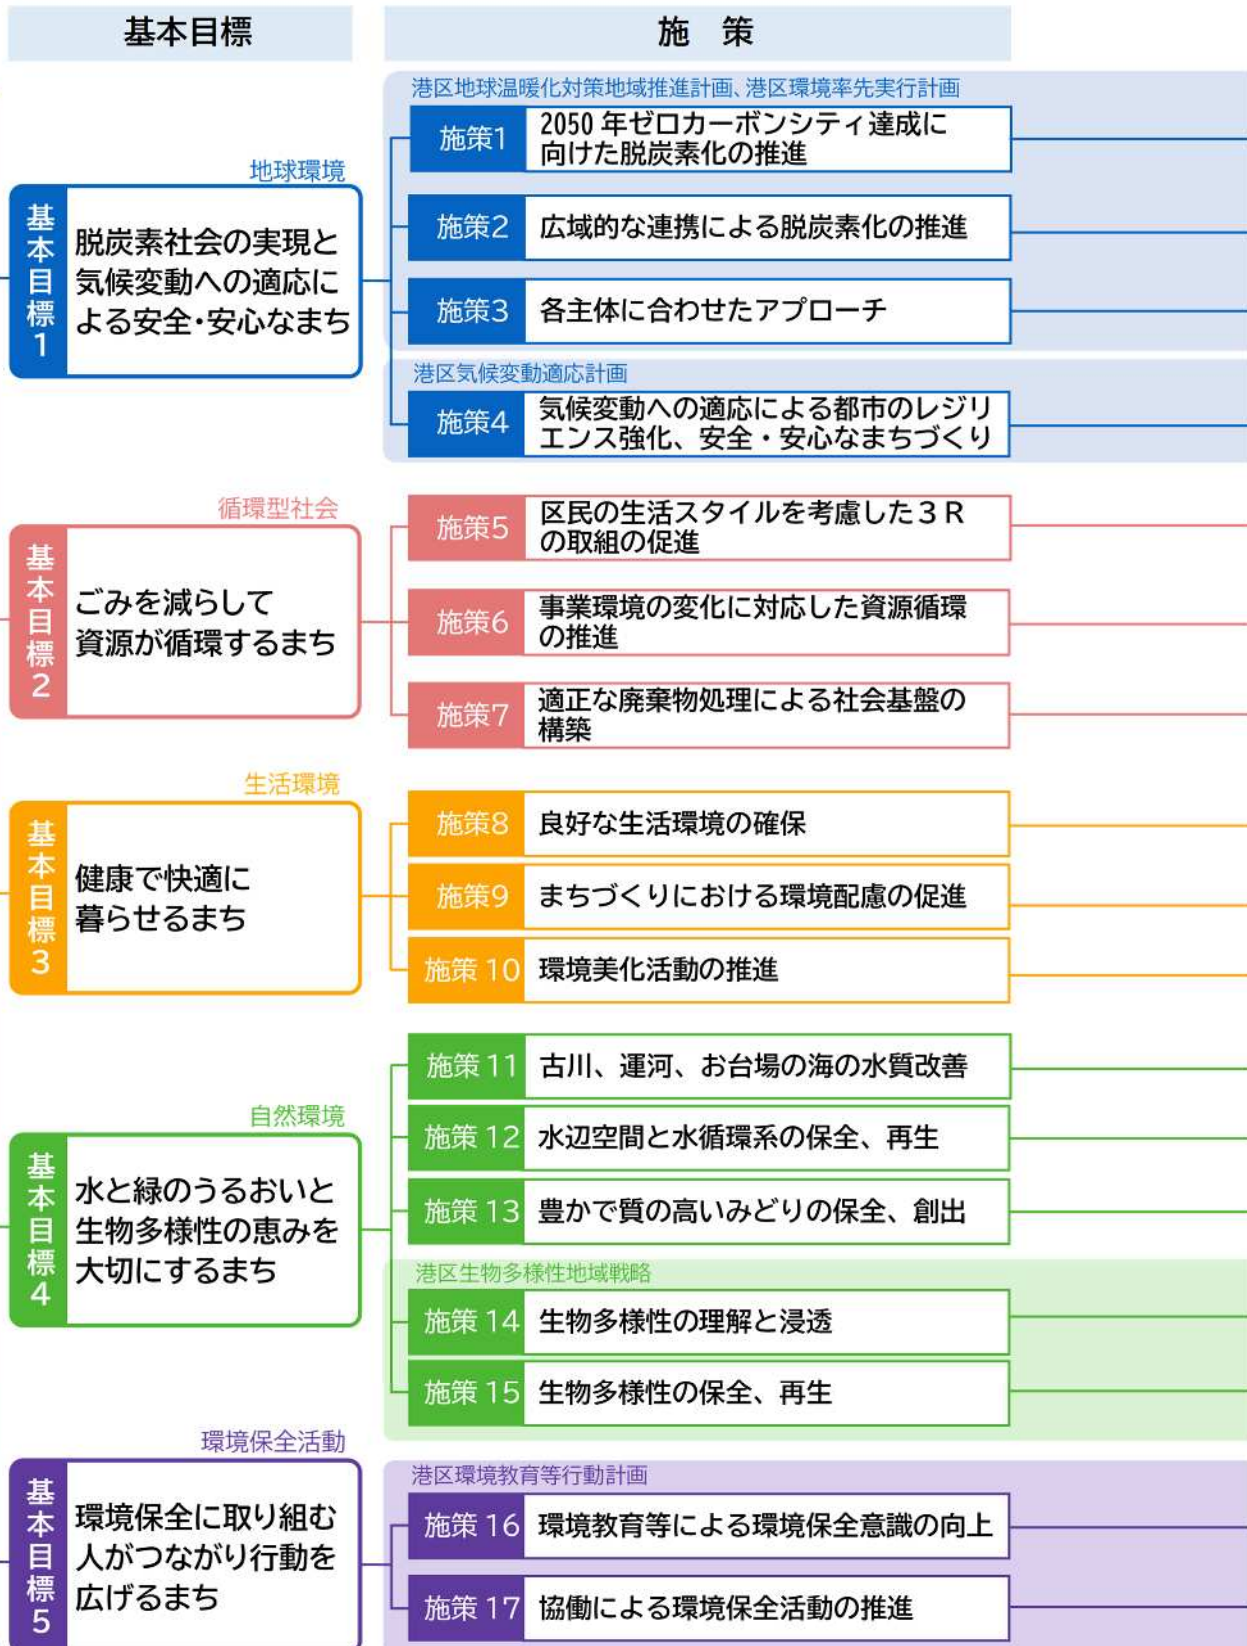 基本目標
施 策
地球環境
基本目標1
脱炭素社会の実現と
気候変動への適応に
よる安全・安心なまち
港区地球温暖化対策地域推進計画、港区環境率先実行計画
施策1
2050年ゼロカーボンシティ達成に
向けた脱炭素化の推進
施策2
広域的な連携による脱炭素化の推進
施策3
各主体に合わせたアプローチ
港区気候変動適応計画
施策4
気候変動への適応による都市のレジリ
エンス強化、安全・安心なまちづくり
循環型社会
基本目標2
ごみを減らして
資源が循環するまち
施策5
区民の生活スタイルを考慮した３Ｒ
の取組の促進
施策6
事業環境の変化に対応した資源循環
の推進
施策7
適正な廃棄物処理による社会基盤の
構築
生活環境
基本目標3
健康で快適に
暮らせるまち
施策8
良好な生活環境の確保
施策9
まちづくりにおける環境配慮の促進
施策 10
環境美化活動の推進
自然環境
基本目標4
水と緑のうるおいと
生物多様性の恵みを
大切にするまち
施策 11
古川、運河、お台場の海の水質改善
施策 12
水辺空間と水循環系の保全、再生
施策 13
豊かで質の高いみどりの保全、創出
港区生物多様性地域戦略
施策 14
生物多様性の理解と浸透
施策 15
生物多様性の保全、再生
環境保全活動
基本目標5
環境保全に取り組む
人がつながり行動を
広げるまち
港区環境教育等行動計画
施策 16
環境教育等による環境保全意識の向上
施策 17
協働による環境保全活動の推進